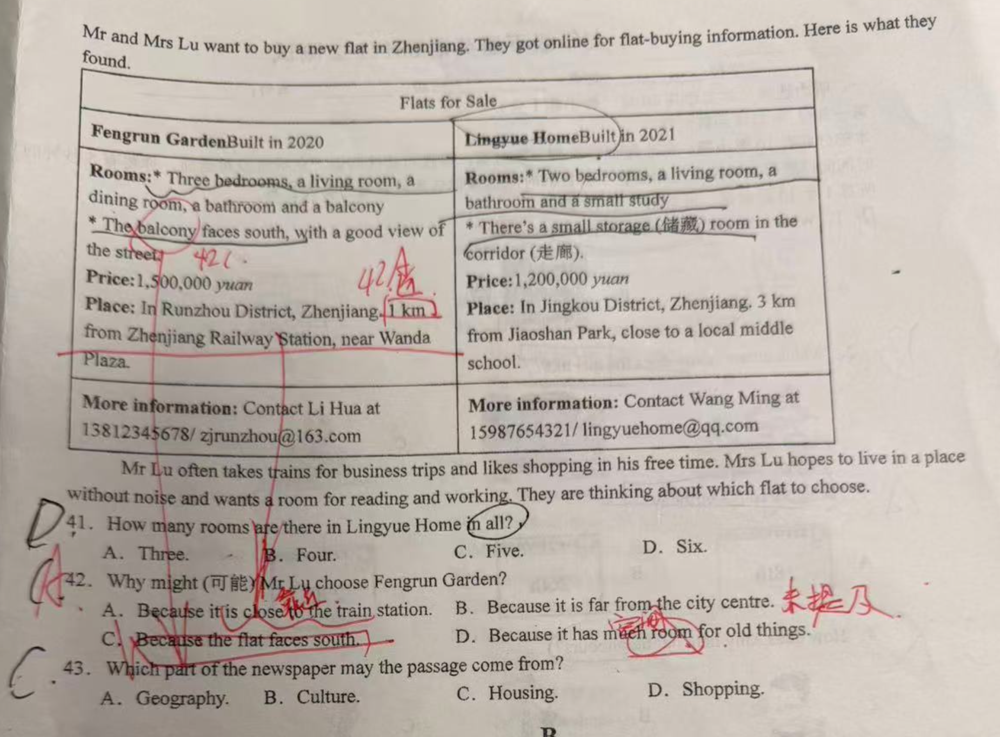 Mr and Mrs Lu want to buy a new flat in Zhenjiang. They got online for flat-buying information. Here is what they
found.
Flats for Sale
Fengrun GardenBuilt in 2020
Rooms:* Three bedrooms, a living room, a
dining room, a bathroom and a balcony
* The balcony faces south, with a good view of
the street.
42C.
42A
Price:1,500,000 yuan
Place: In Runzhou District, Zhenjiang. 1 km
from Zhenjiang Railway Station, near Wanda
Plaza.
More information: Contact Li Hua at
13812345678/ zjrunzhou@163.com
Lingyue HomeBuilt in 2021
Rooms:* Two bedrooms, a living room, a
bathroom and a small study
* There's a small storage (储藏) room in the
corridor (走廊).
Price:1,200,000 yuan
Place: In Jingkou District, Zhenjiang. 3 km
from Jiaoshan Park, close to a local middle
school.
More information: Contact Wang Ming at
15987654321/ lingyuehome@qq.com
Mr Lu often takes trains for business trips and likes shopping in his free time. Mrs Lu hopes to live in a place
without noise and wants a room for reading and working. They are thinking about which flat to choose.
D
41. How many rooms are there in Lingyue Home in all?
A. Three. B. Four. C. Five. D. Six.
A
42. Why might (可能) Mr Lu choose Fengrun Garden?
A. Because it is close to the train station. B. Because it is far from the city centre. 未提及
空间
C. Because the flat faces south. D. Because it has much room for old things.
C.
43. Which part of the newspaper may the passage come from?
A. Geography. B. Culture. C. Housing. D. Shopping.
B